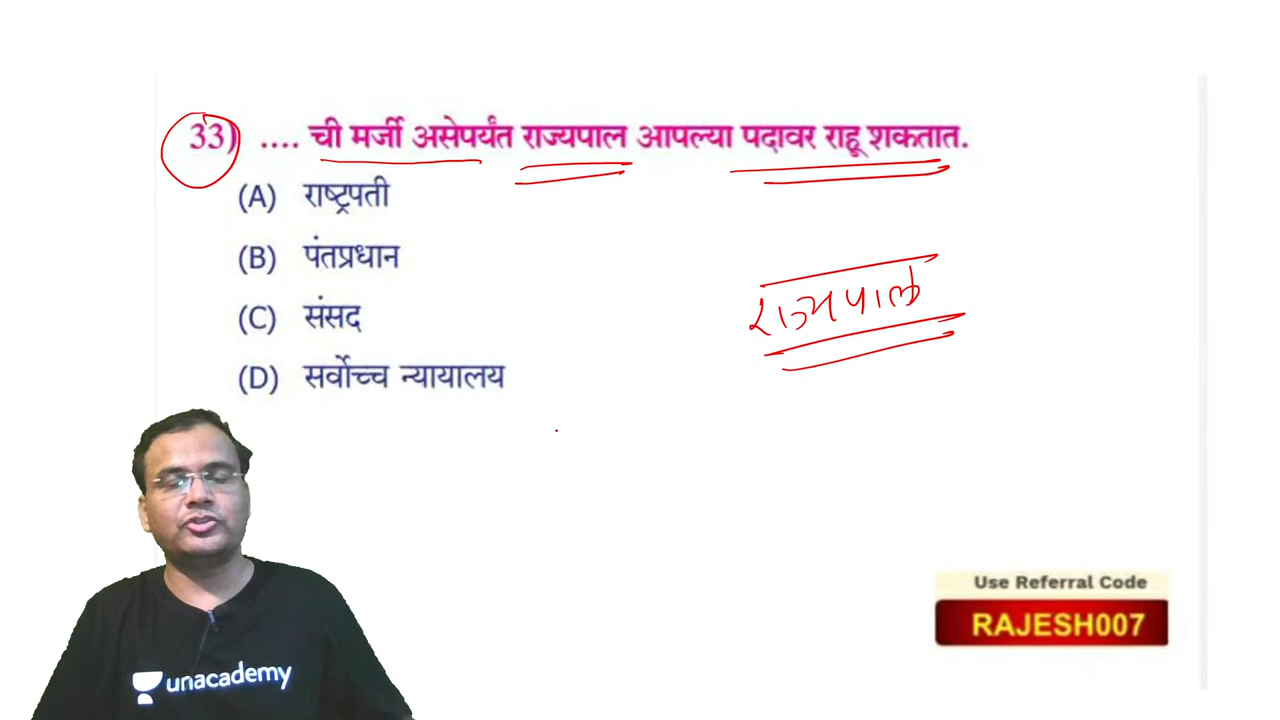 33) .... ची मर्जी असेपर्यंत राज्यपाल आपल्या पदावर राहू शकतात.
(A) राष्ट्रपती
(B) पंतप्रधान
(C) संसद
(D) सर्वोच्च न्यायालय
राज्यपाल
unacademy
Use Referral Code
RAJESH007